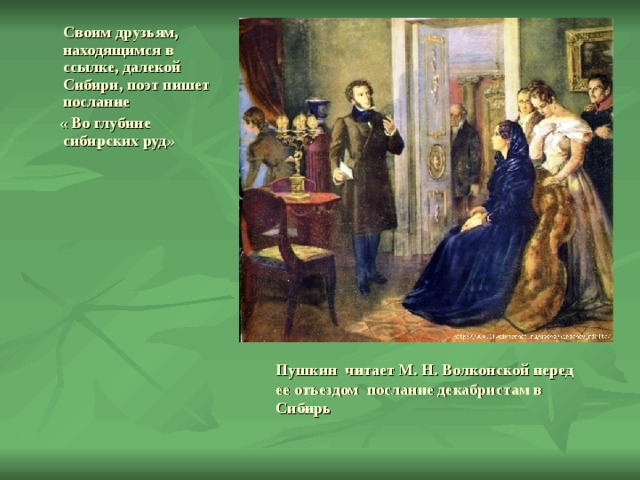 Своим друзьям,
находящимся в
ссылке, далекой
Сибири, поэт пишет
послание
« Во глубине
сибирских руд»
Пушкин читает М. Н. Волконской перед
ее отъездом послание декабристам в
Сибирь